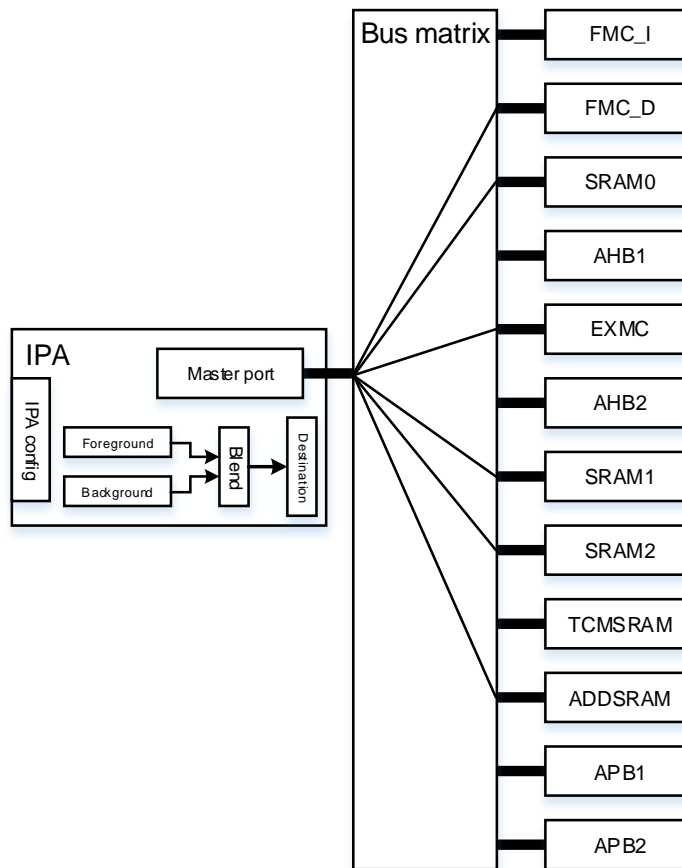 Bus matrix
FMC_I
FMC_D
SRAM0
AHB1
EXMC
AHB2
SRAM1
SRAM2
TCMSRAM
ADDSRAM
APB1
APB2
IPA
Master port
IPA config
Foreground
Background
Blend
Destination